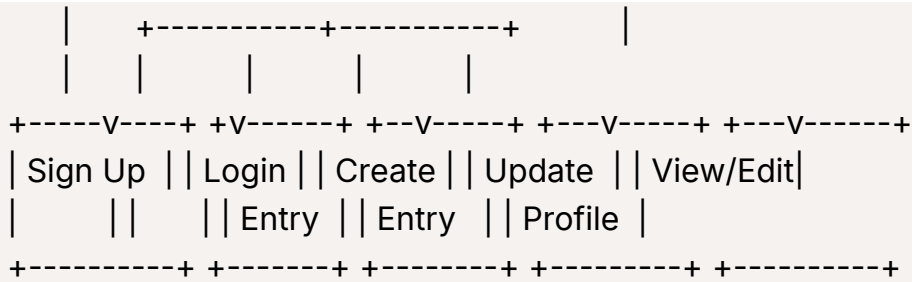 |        +-----------+-----------+            |
|        |            |            |            |
+-----v----+ +v------+ +--v-----+ +---v-----+ +---v------+
| Sign Up  | | Login | | Create | | Update  | | View/Edit|
|          | |       | | Entry  | | Entry   | | Profile  |
+----------+ +-------+ +--------+ +---------+ +----------+